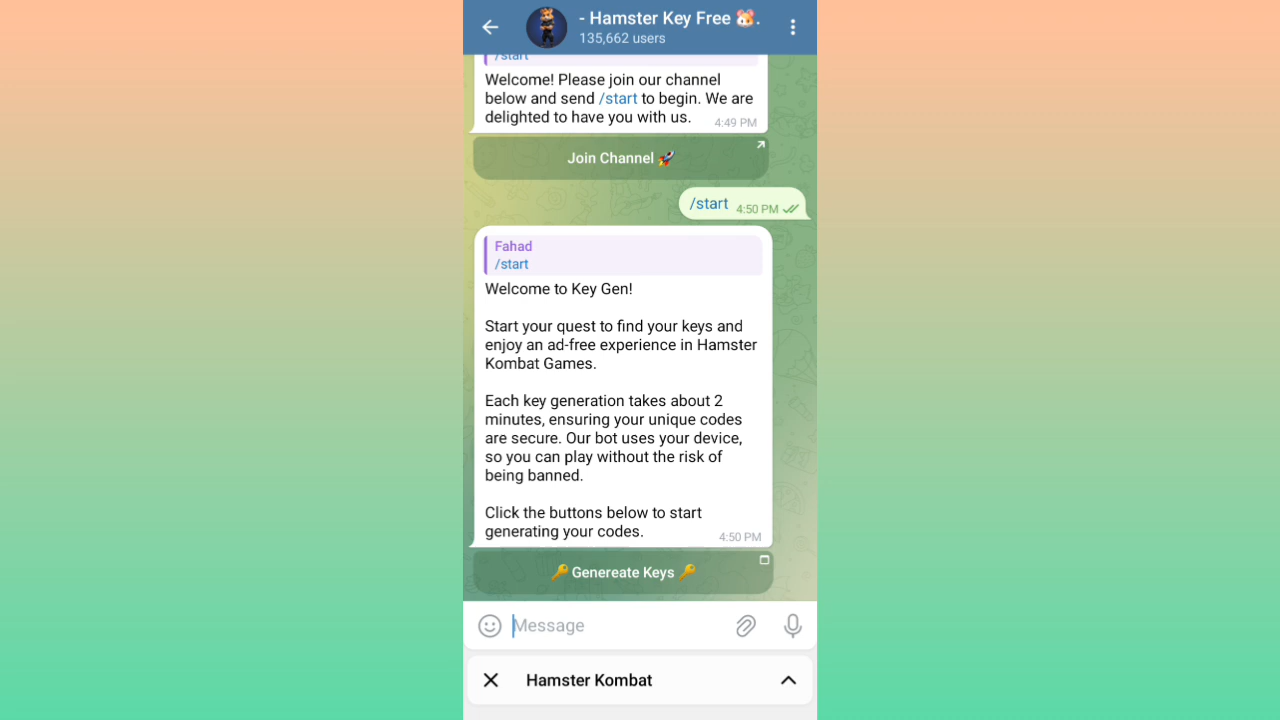 - Hamster Key Free 🐹.
135,662 users
/start
Welcome! Please join our channel
below and send /start to begin. We are
delighted to have you with us. 4:49 PM
Join Channel 🚀
/start 4:50 PM
Fahad
/start
Welcome to Key Gen!
Start your quest to find your keys and
enjoy an ad-free experience in Hamster
Kombat Games.
Each key generation takes about 2
minutes, ensuring your unique codes
are secure. Our bot uses your device,
so you can play without the risk of
being banned.
Click the buttons below to start
generating your codes. 4:50 PM
🔑 Genereate Keys 🔑
Message
Hamster Kombat